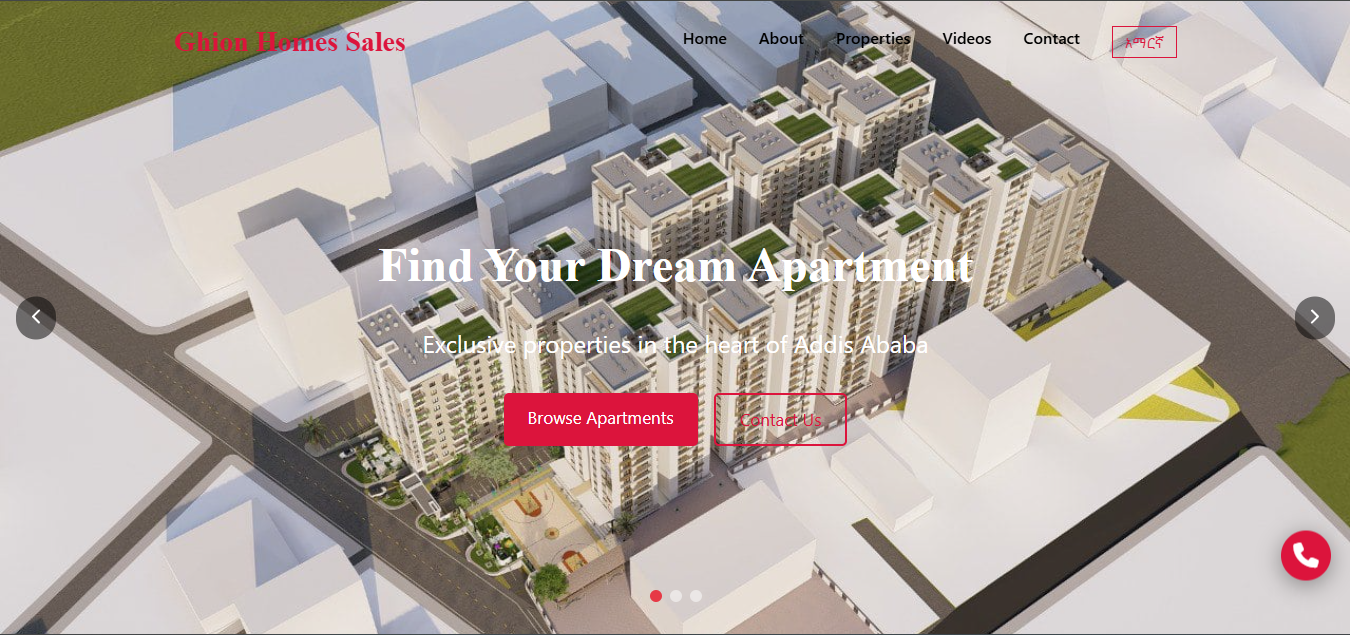 Ghion Homes Sales
Home About Properties Videos Contact አማርኛ
Find Your Dream Apartment
Exclusive properties in the heart of Addis Ababa
Browse Apartments Contact Us